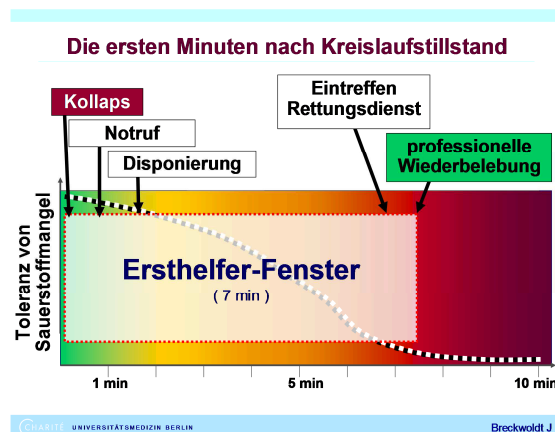 Die ersten Minuten nach Kreislaufstillstand
Kollaps
Notruf
Disponierung
Eintreffen
Rettungsdienst
professionelle
Wiederbelebung
Toleranz von
Sauerstoffmangel
Ersthelfer-Fenster
( 7 min )
1 min
5 min
10 min
CHARITÉ UNIVERSITÄTSMEDIZIN BERLIN
Breckwoldt J